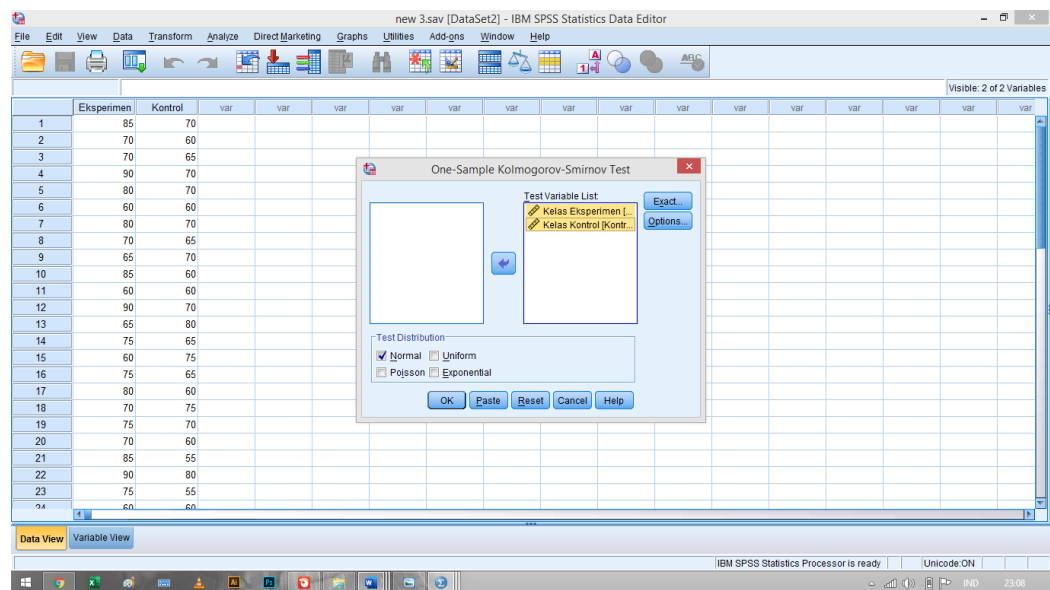 new 3.sav [DataSet2] - IBM SPSS Statistics Data Editor
File Edit View Data Transform Analyze Direct Marketing Graphs Utilities Add-ons Window Help
Visible: 2 of 2 Variables
Eksperimen Kontrol var var var var var var var var var var var var var var var
1 85 70
2 70 60
3 70 65
4 90 70
5 80 70
6 60 60
7 80 70
8 70 65
9 65 70
10 85 60
11 60 60
12 90 70
13 65 80
14 75 65
15 60 75
16 75 65
17 80 60
18 70 75
19 75 70
20 70 60
21 85 55
22 90 80
23 75 55
24 60 60
One-Sample Kolmogorov-Smirnov Test
Test Variable List:
Kelas Eksperimen [...
Kelas Kontrol [Kontr...
Exact...
Options...
Test Distribution
Normal Uniform
Poisson Exponential
OK Paste Reset Cancel Help
Data View Variable View
IBM SPSS Statistics Processor is ready Unicode:ON
IND 23:08